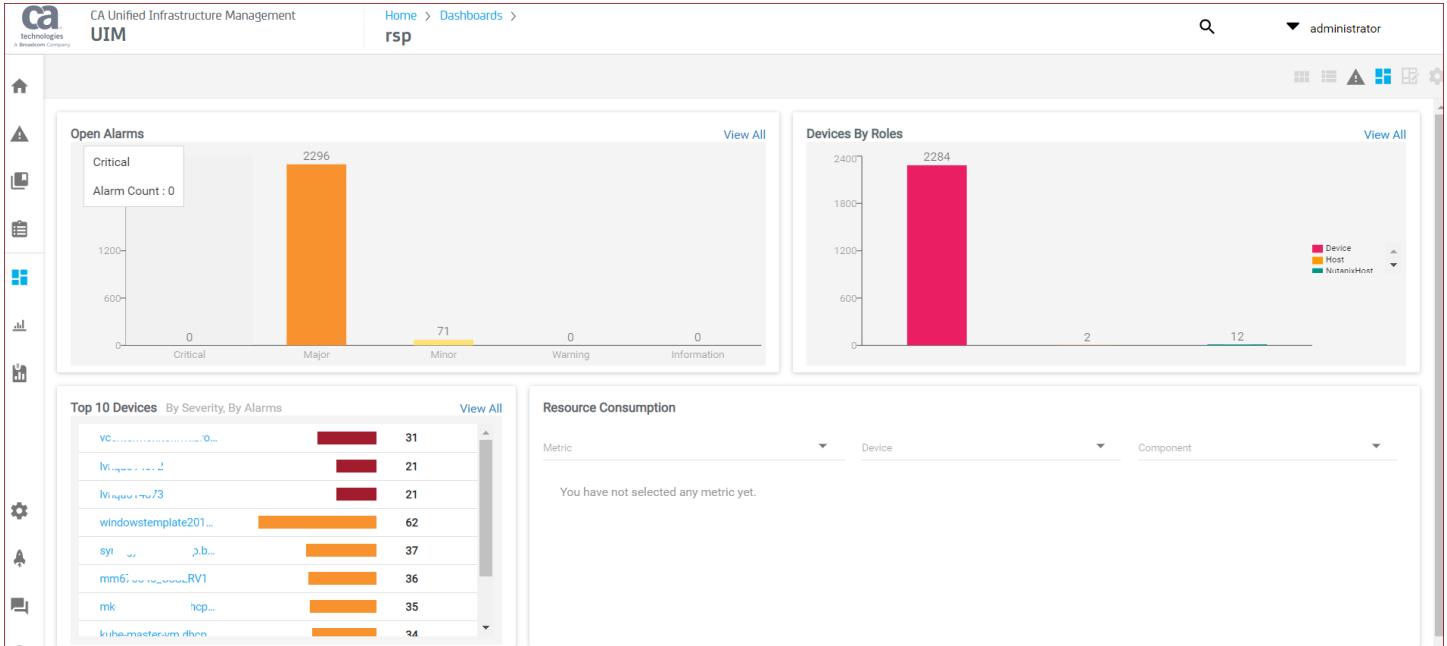 ca
technologies
A Broadcom Company
CA Unified Infrastructure Management
UIM
Home > Dashboards >
rsp
administrator
Open Alarms
View All
Critical
Alarm Count : 0
1200
600
0
0
2296
71
0
0
Critical
Major
Minor
Warning
Information
Devices By Roles
View All
2400
1800
1200
600
0
2284
2
12
Device
Host
NutanixHost
Top 10 Devices By Severity, By Alarms
View All
31
21
21
windowstemplate201...
62
37
36
35
kube-master-vm.dhcp
34
Resource Consumption
Metric
Device
Component
You have not selected any metric yet.